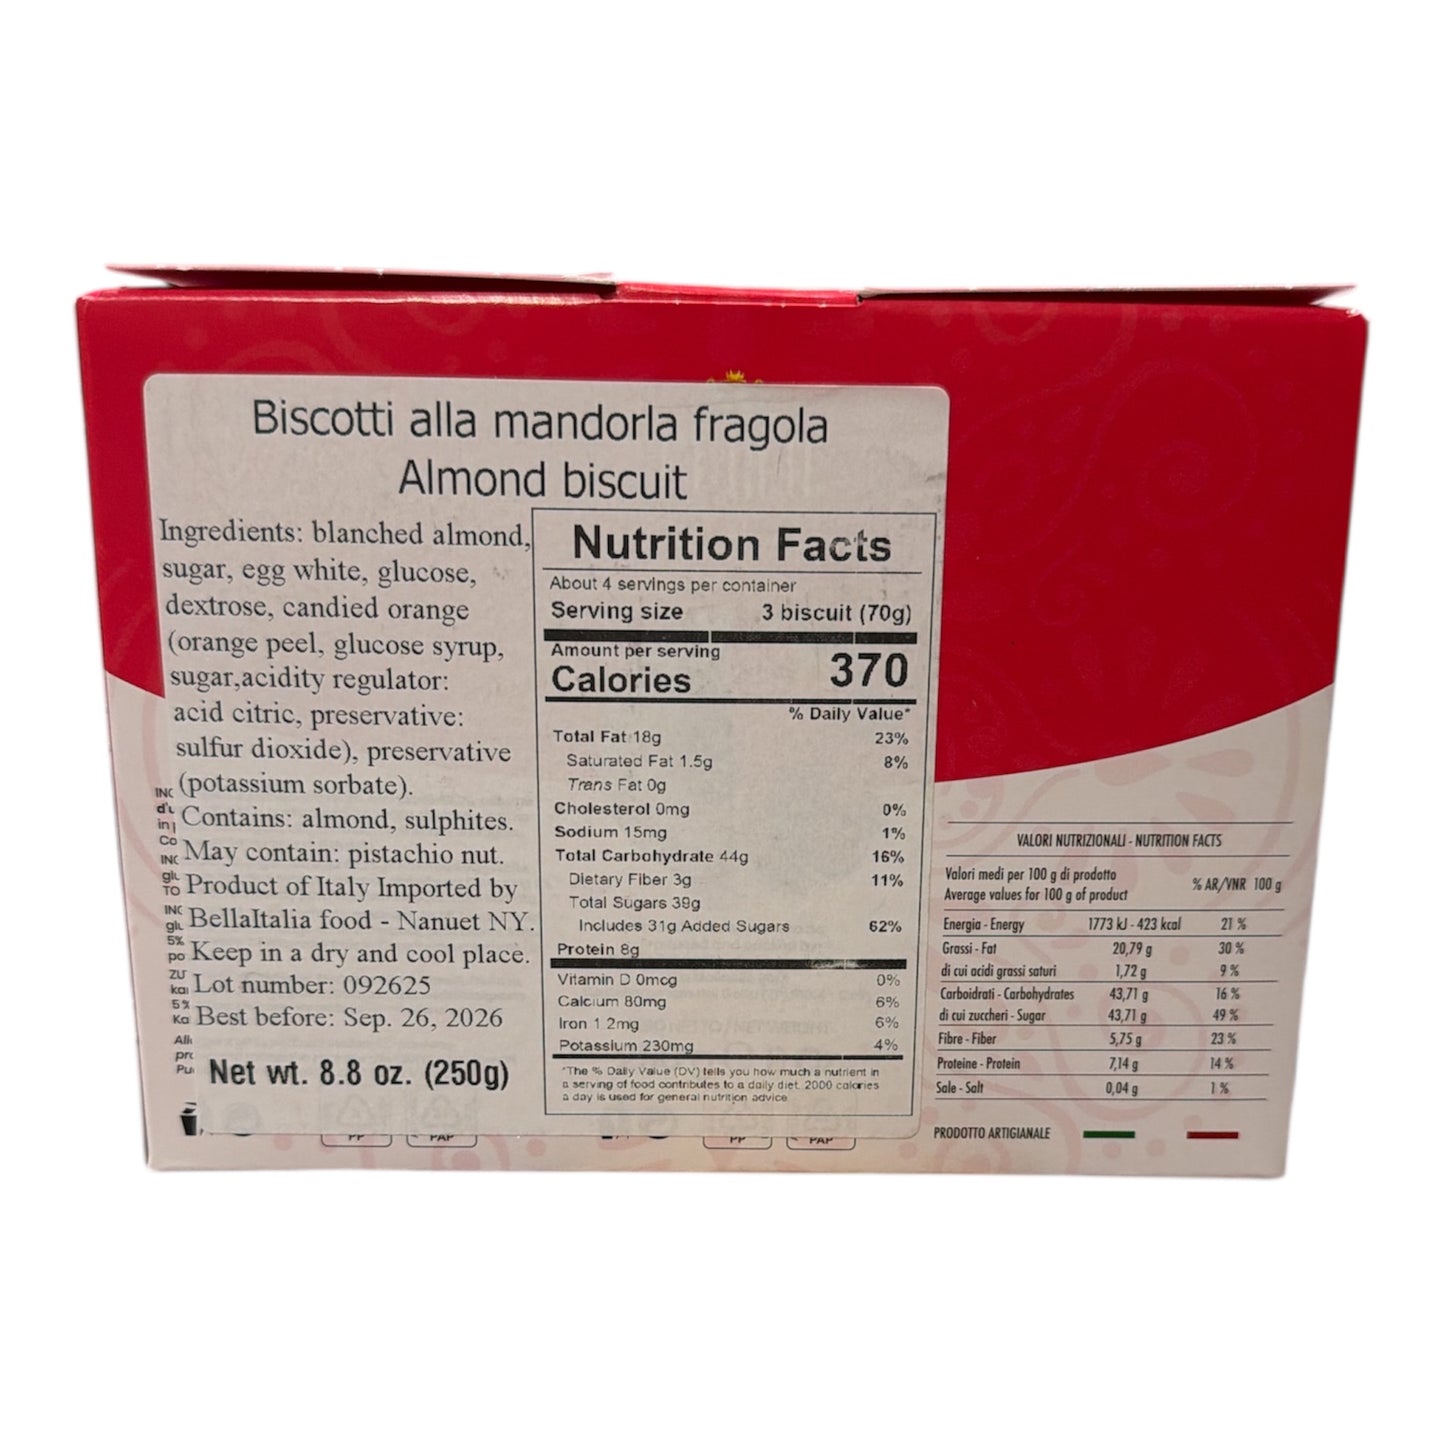 Biscotti alla mandorla fragola
Almond biscuit
Ingredients: blanched almond,
sugar, egg white, glucose,
dextrose, candied orange
(orange peel, glucose syrup,
sugar,acidity regulator:
acid citric, preservative:
sulfur dioxide), preservative
(potassium sorbate).
Contains: almond, sulphites.
May contain: pistachio nut.
Product of Italy Imported by
BellaItalia food - Nanuet NY.
Keep in a dry and cool place.
Lot number: 092625
Best before: Sep. 26, 2026
Net wt. 8.8 oz. (250g)
Nutrition Facts
About 4 servings per container
Serving size 3 biscuit (70g)
Amount per serving
Calories 370
% Daily Value*
Total Fat 18g 23%
Saturated Fat 1.5g 8%
Trans Fat 0g
Cholesterol 0mg 0%
Sodium 15mg 1%
Total Carbohydrate 44g 16%
Dietary Fiber 3g 11%
Total Sugars 39g
Includes 31g Added Sugars 62%
Protein 8g
Vitamin D 0mcg 0%
Calcium 80mg 6%
Iron 1.2mg 6%
Potassium 230mg 4%
*The % Daily Value (DV) tells you how much a nutrient in
a serving of food contributes to a daily diet. 2000 calories
a day is used for general nutrition advice
VALORI NUTRIZIONALI - NUTRITION FACTS
Valori medi per 100 g di prodotto
Average values for 100 g of product
% AR/VNR 100 g
Energia - Energy 1773 kJ - 423 kcal 21 %
Grassi - Fat 20,79 g 30 %
di cui acidi grassi saturi 1,72 g 9 %
Carboidrati - Carbohydrates 43,71 g 16 %
di cui zuccheri - Sugar 43,71 g 49 %
Fibre - Fiber 5,75 g 23 %
Proteine - Protein 7,14 g 14 %
Sale - Salt 0,04 g 1 %
PRODOTTO ARTIGIANALE
PP PAP PP PAP